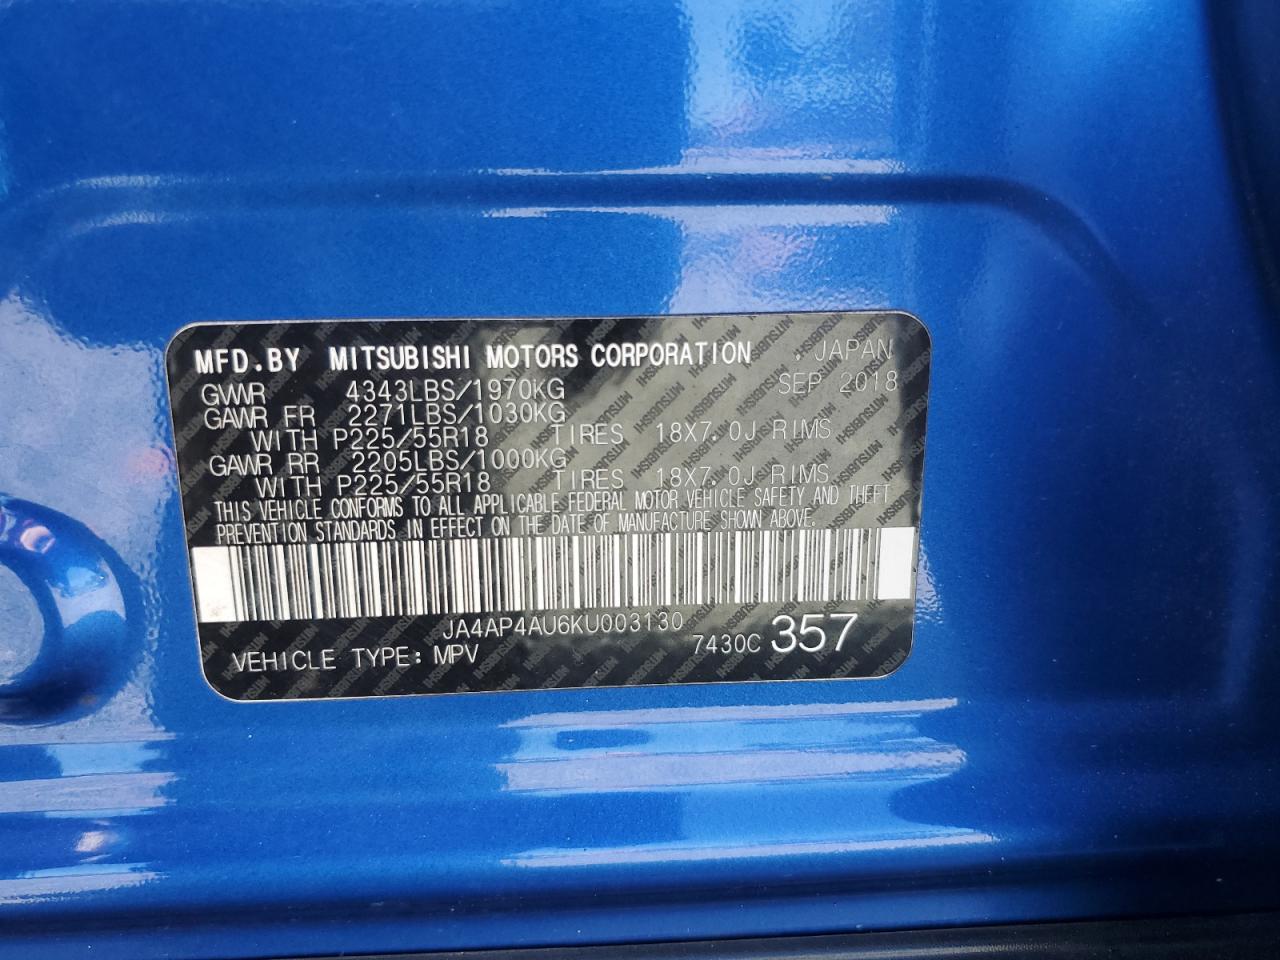 MFD.BY MITSUBISHI MOTORS CORPORATION , JAPAN
GVWR 4343LBS/1970KG SEP 2018
GAWR FR 2271LBS/1030KG
WITH P225/55R18 TIRES 18X7.0J RIMS
GAWR RR 2205LBS/1000KG
WITH P225/55R18 TIRES 18X7.0J RIMS
THIS VEHICLE CONFORMS TO ALL APPLICABLE FEDERAL MOTOR VEHICLE SAFETY AND THEFT
PREVENTION STANDARDS IN EFFECT ON THE DATE OF MANUFACTURE SHOWN ABOVE.
JA4AP4AU6KU003130
VEHICLE TYPE: MPV 7430C 357